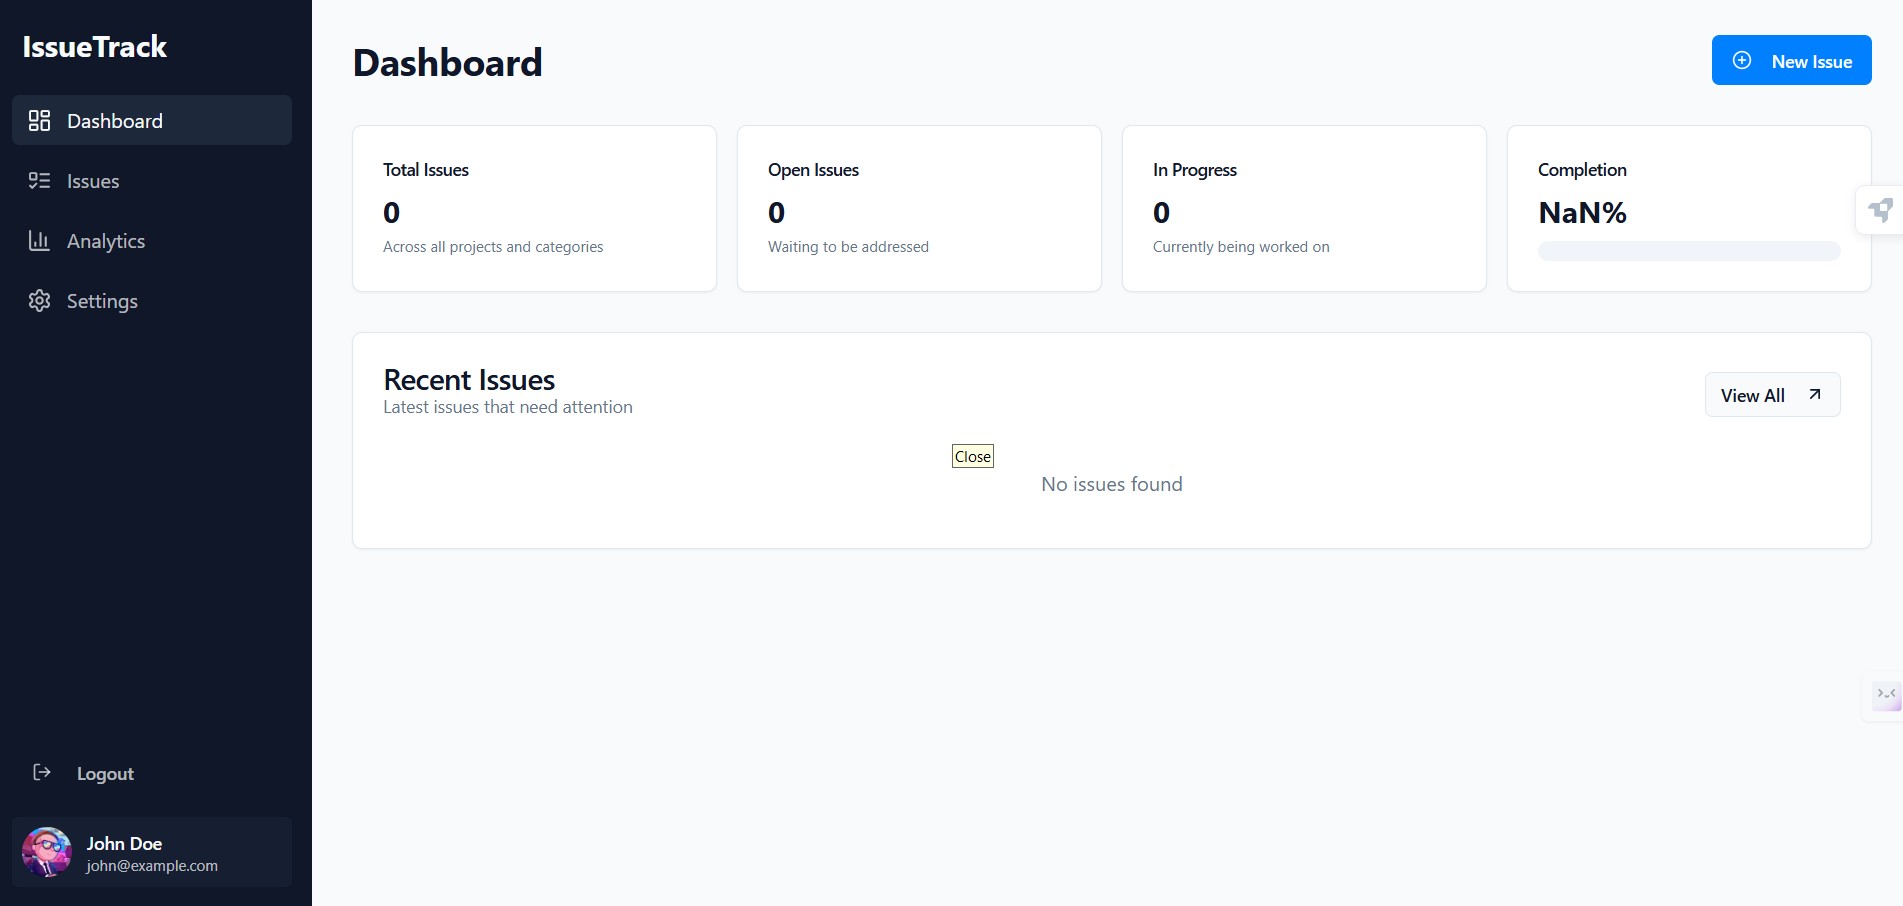 IssueTrack
Dashboard
Issues
Analytics
Settings
Logout
John Doe
john@example.com
Dashboard
New Issue
Total Issues
0
Across all projects and categories
Open Issues
0
Waiting to be addressed
In Progress
0
Currently being worked on
Completion
NaN%
Recent Issues
Latest issues that need attention
View All
Close
No issues found